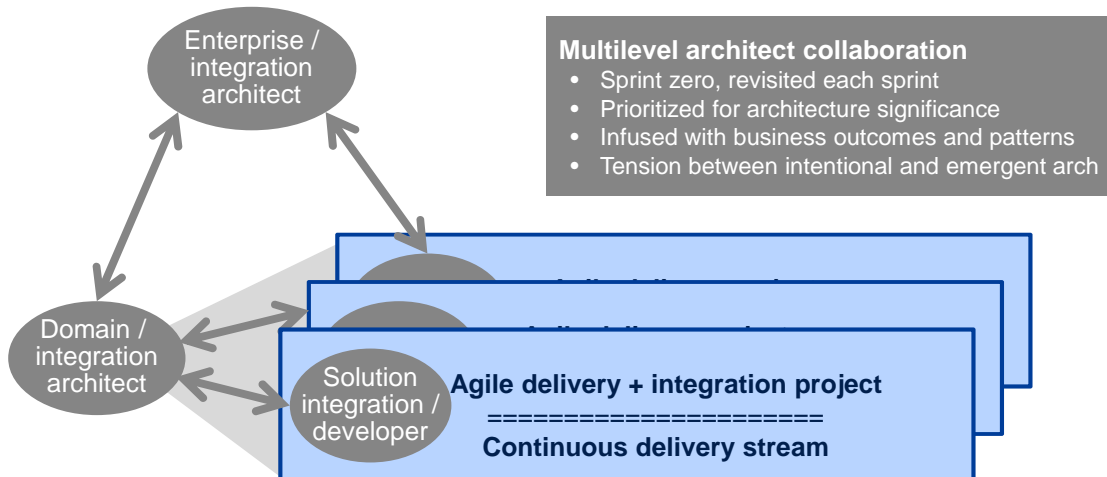 Enterprise /
integration
architect
Multilevel architect collaboration
• Sprint zero, revisited each sprint
• Prioritized for architecture significance
• Infused with business outcomes and patterns
• Tension between intentional and emergent arch
Domain /
integration
architect
Solution
integration /
developer
Agile delivery + integration project
=======================
Continuous delivery stream